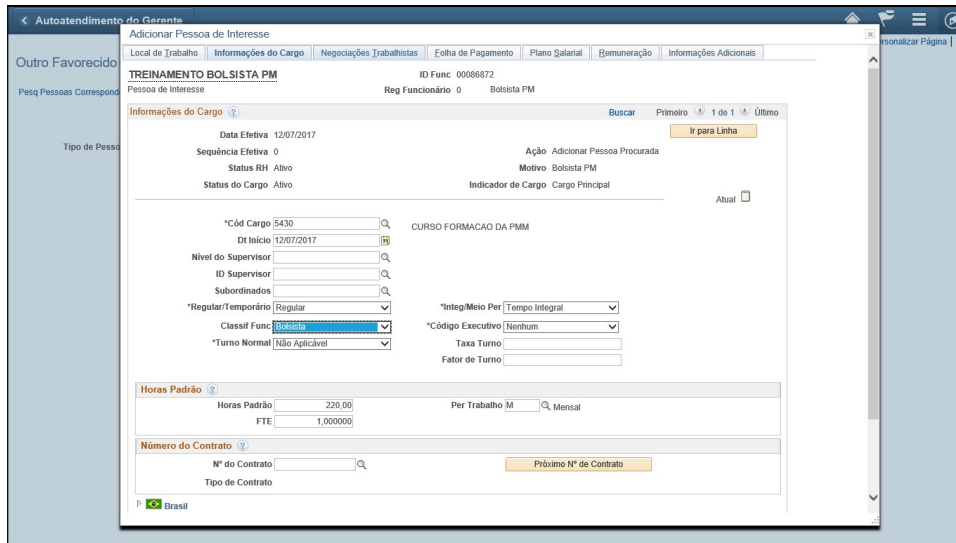 Autoatendimento do Gerente
Adicionar Pessoa de Interesse
Personalizar Página
Outro Favorecido
Pesq Pessoas Correspond
Tipo de Pesso
Local de Trabalho Informações do Cargo Negociações Trabalhistas Folha de Pagamento Plano Salarial Remuneração Informações Adicionais
TREINAMENTO BOLSISTA PM ID Func 00086872
Pessoa de Interesse Reg Funcionário 0 Bolsista PM
Informações do Cargo Buscar Primeiro 1 de 1 Último
Data Efetiva 12/07/2017 Ir para Linha
Sequência Efetiva 0 Ação Adicionar Pessoa Procurada
Status RH Ativo Motivo Bolsista PM
Status do Cargo Ativo Indicador de Cargo Cargo Principal
Atual
*Cód Cargo 5430 CURSO FORMACAO DA PMM
Dt Início 12/07/2017
Nível do Supervisor
ID Supervisor
Subordinados
*Regular/Temporário Regular *Integ/Meio Per Tempo Integral
Classif Func Bolsista *Código Executivo Nenhum
*Turno Normal Não Aplicável Taxa Turno
Fator de Turno
Horas Padrão
Horas Padrão 220,00 Per Trabalho M Mensal
FTE 1,000000
Número do Contrato
Nº do Contrato Próximo Nº de Contrato
Tipo de Contrato
Brasil